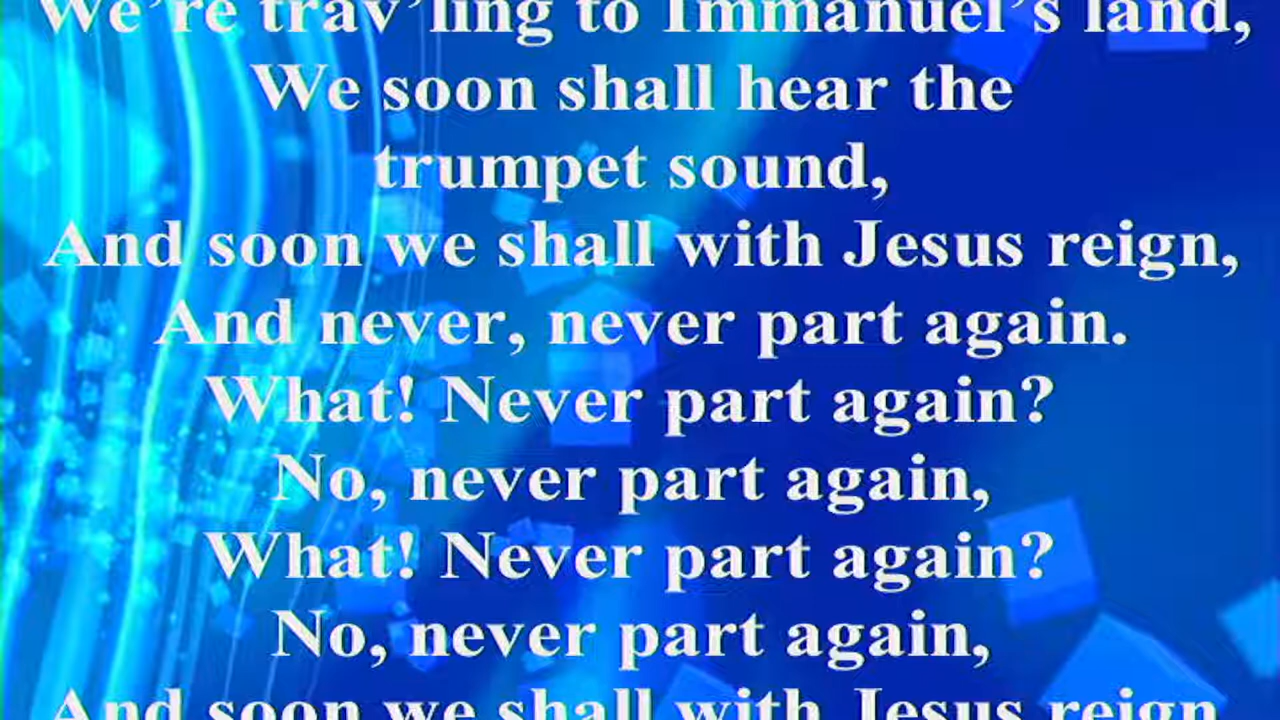 We're trav'ling to Immanuel's land,
We soon shall hear the
trumpet sound,
And soon we shall with Jesus reign,
And never, never part again.
What! Never part again?
No, never part again,
What! Never part again?
No, never part again,
And soon we shall with Jesus reign